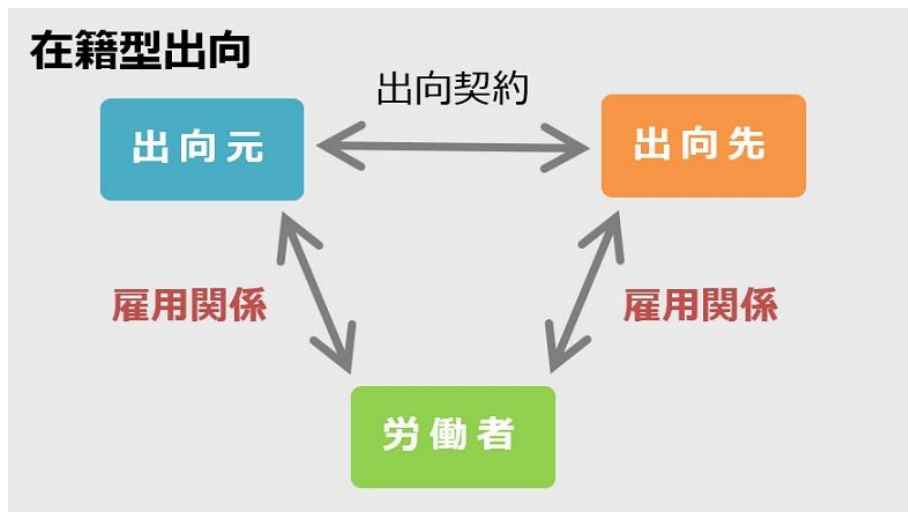 在籍型出向
出向契約
出向元
出向先
雇用関係
雇用関係
労働者